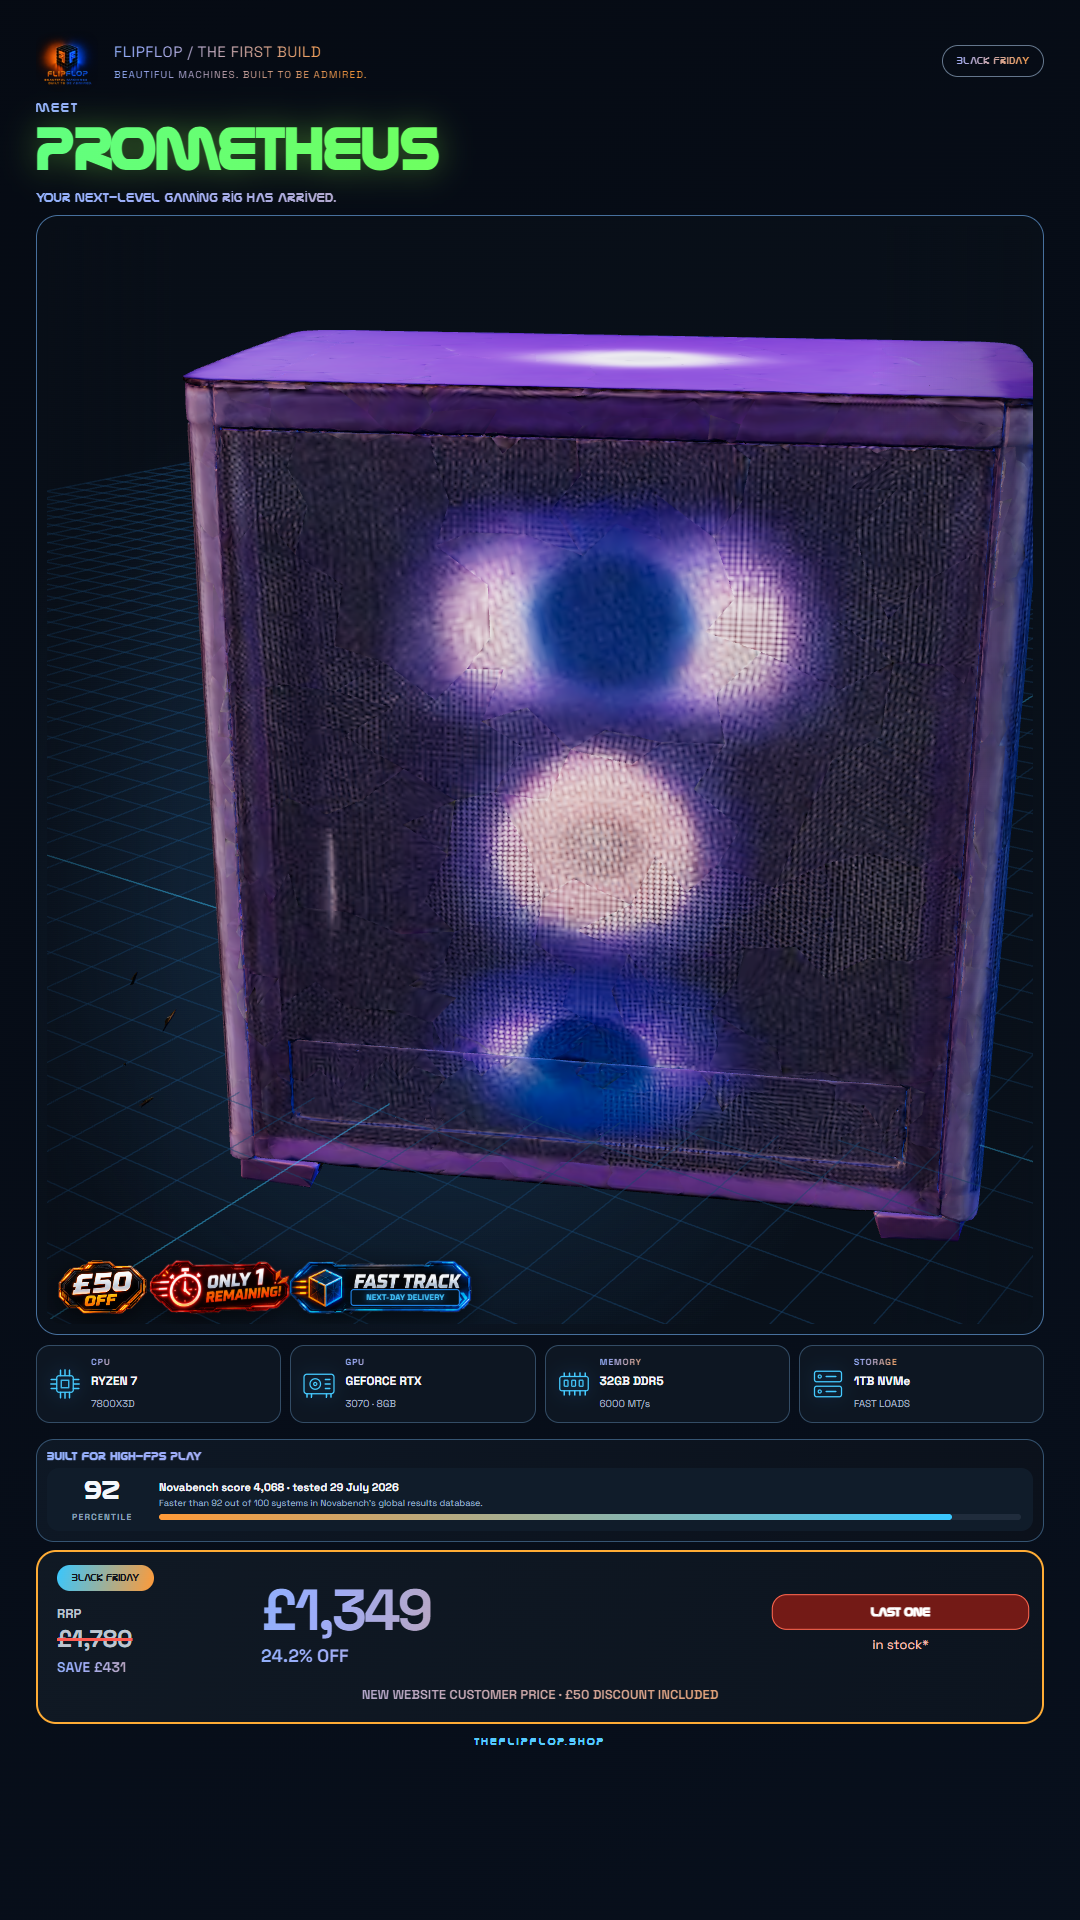 FLIPFLOP
FLIPFLOP / THE FIRST BUILD
BEAUTIFUL MACHINES. BUILT TO BE ADMIRED.
BLACK FRIDAY
MEET
PROMETHEUS
YOUR NEXT-LEVEL GAMING RIG HAS ARRIVED.
£50
OFF
ONLY 1
REMAINING!
FAST TRACK
NEXT-DAY DELIVERY
CPU
RYZEN 7
7800X3D
GPU
GEFORCE RTX
3070 · 8GB
MEMORY
32GB DDR5
6000 MT/s
STORAGE
1TB NVMe
FAST LOADS
BUILT FOR HIGH-FPS PLAY
92
PERCENTILE
Novabench score 4,068 · tested 29 July 2026
Faster than 92 out of 100 systems in Novabench's global results database.
BLACK FRIDAY
RRP
£1,780
SAVE £431
£1,349
24.2% OFF
LAST ONE
in stock*
NEW WEBSITE CUSTOMER PRICE · £50 DISCOUNT INCLUDED
THEFLIPFLOP.SHOP